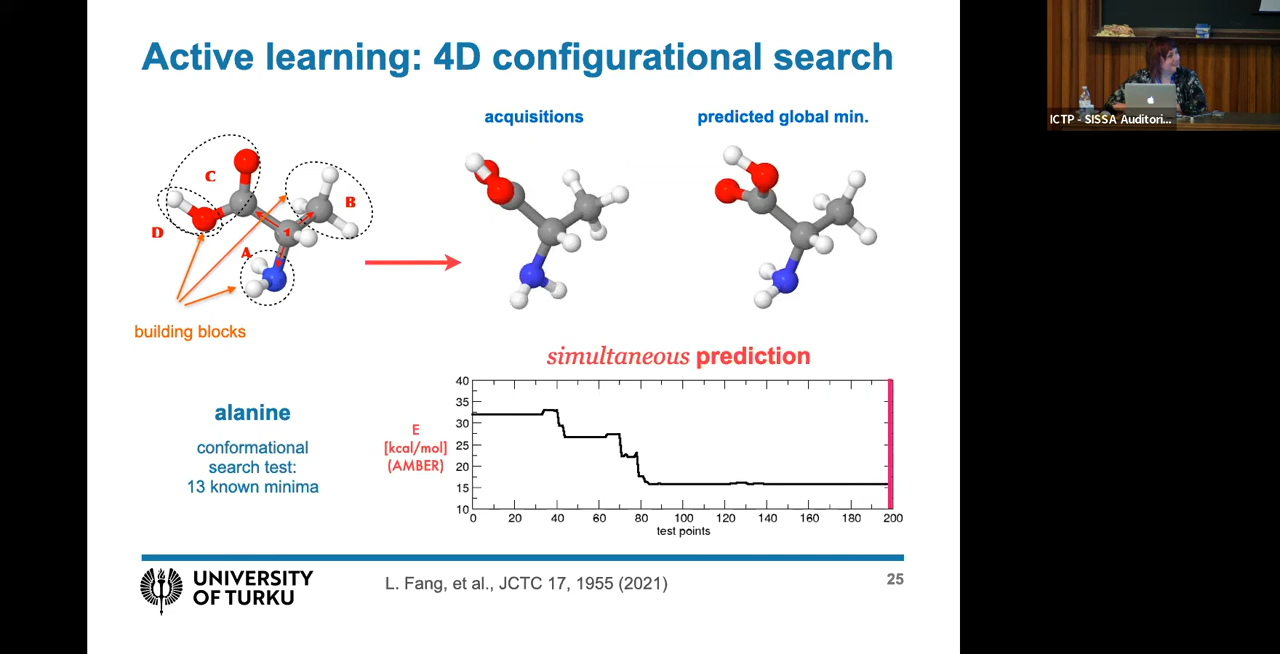 Active learning: 4D configurational search
acquisitions
predicted global min.
C
B
D
1
A
building blocks
simultaneous prediction
alanine
conformational
search test:
13 known minima
E
[kcal/mol]
(AMBER)
40
35
30
25
20
15
10
0 20 40 60 80 100 120 140 160 180 200
test points
UNIVERSITY
OF TURKU
L. Fang, et al., JCTC 17, 1955 (2021)
25
ICTP - SISSA Auditori...